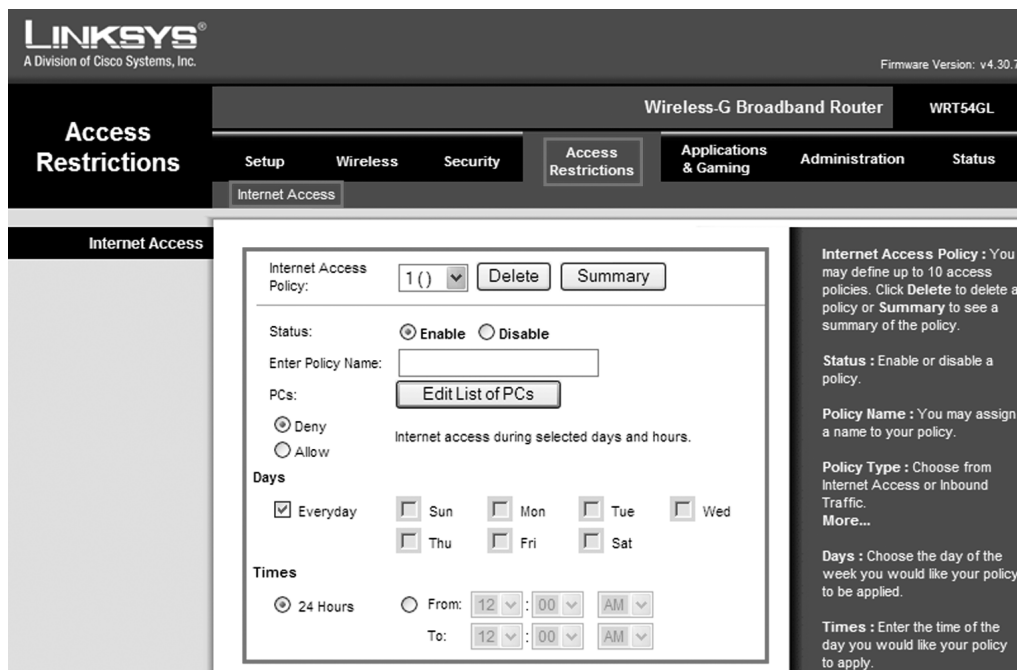 LINKSYS®
A Division of Cisco Systems, Inc.
Firmware Version: v4.30.7
Access
Restrictions
Wireless-G Broadband Router
WRT54GL
Setup
Wireless
Security
Access
Restrictions
Applications
& Gaming
Administration
Status
Internet Access
Internet Access
Internet Access
Policy:
1 ()
Delete
Summary
Status:
Enable
Disable
Enter Policy Name:
PCs:
Edit List of PCs
Deny
Allow
Internet access during selected days and hours.
Days
Everyday
Sun
Mon
Tue
Wed
Thu
Fri
Sat
Times
24 Hours
From:
12 : 00 AM
To:
12 : 00 AM
Internet Access Policy : You
may define up to 10 access
policies. Click Delete to delete a
policy or Summary to see a
summary of the policy.
Status : Enable or disable a
policy.
Policy Name : You may assign
a name to your policy.
Policy Type : Choose from
Internet Access or Inbound
Traffic.
More...
Days : Choose the day of the
week you would like your policy
to be applied.
Times : Enter the time of the
day you would like your policy
to apply.